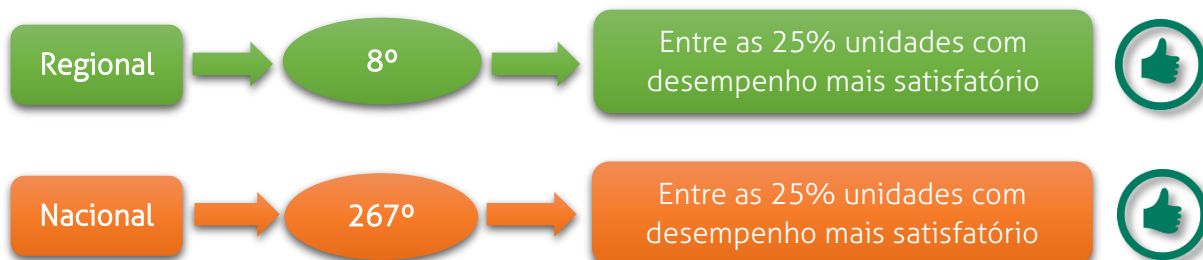 Regional
8º
Entre as 25% unidades com
desempenho mais satisfatório
Nacional
267º
Entre as 25% unidades com
desempenho mais satisfatório